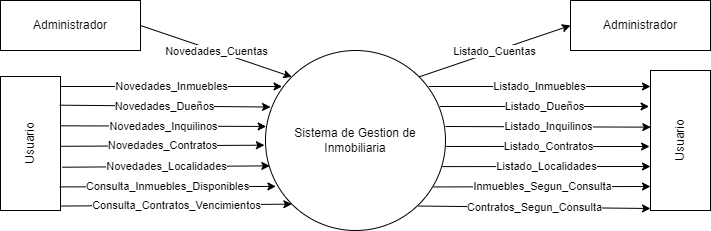 Administrador
Novedades_Cuentas
Listado_Cuentas
Administrador
Usuario
Novedades_Inmuebles
Novedades_Dueños
Novedades_Inquilinos
Novedades_Contratos
Novedades_Localidades
Consulta_Inmuebles_Disponibles
Consulta_Contratos_Vencimientos
Sistema de Gestion de
Inmobiliaria
Listado_Inmuebles
Listado_Dueños
Listado_Inquilinos
Listado_Contratos
Listado_Localidades
Inmuebles_Segun_Consulta
Contratos_Segun_Consulta
Usuario